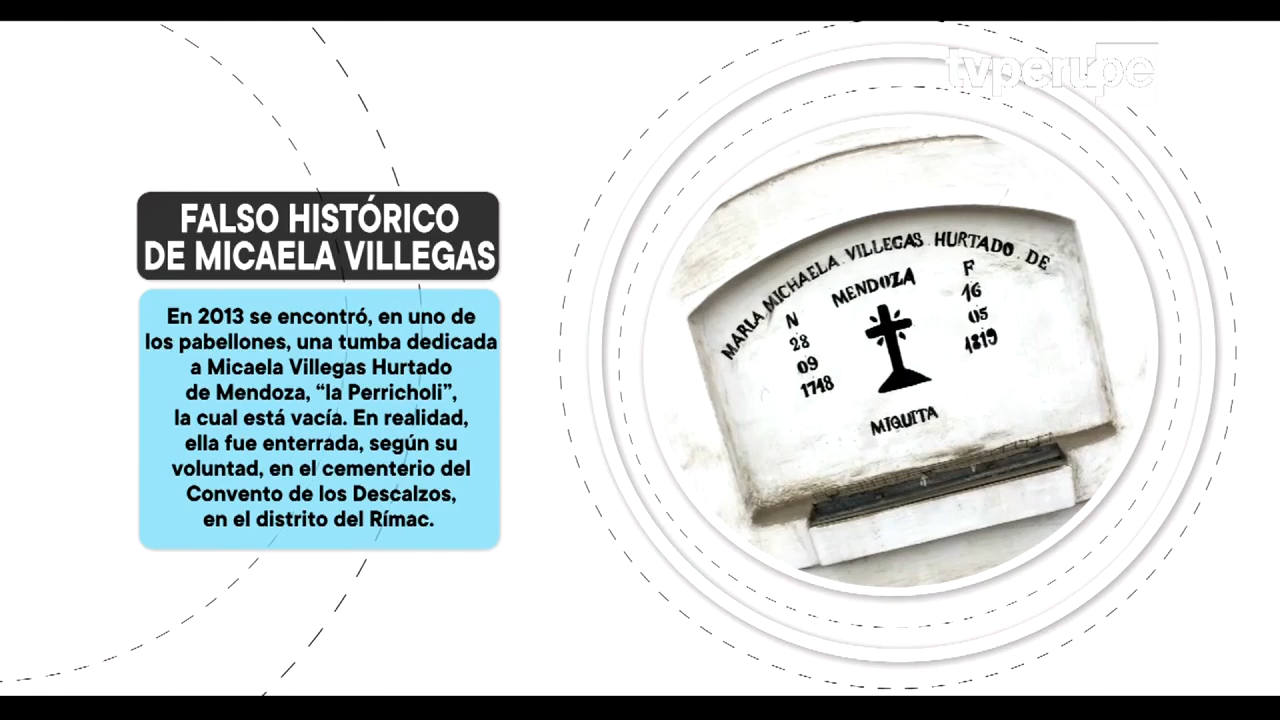 tvperupe
FALSO HISTÓRICO
DE MICAELA VILLEGAS
En 2013 se encontró, en uno de
los pabellones, una tumba dedicada
a Micaela Villegas Hurtado
de Mendoza, “la Perricholi”,
la cual está vacía. En realidad,
ella fue enterrada, según su
voluntad, en el cementerio del
Convento de los Descalzos,
en el distrito del Rímac.
MARIA MICHAELA VILLEGAS HURTADO DE
MENDOZA
N
28
09
1748
F
16
05
1819
MIQUITA